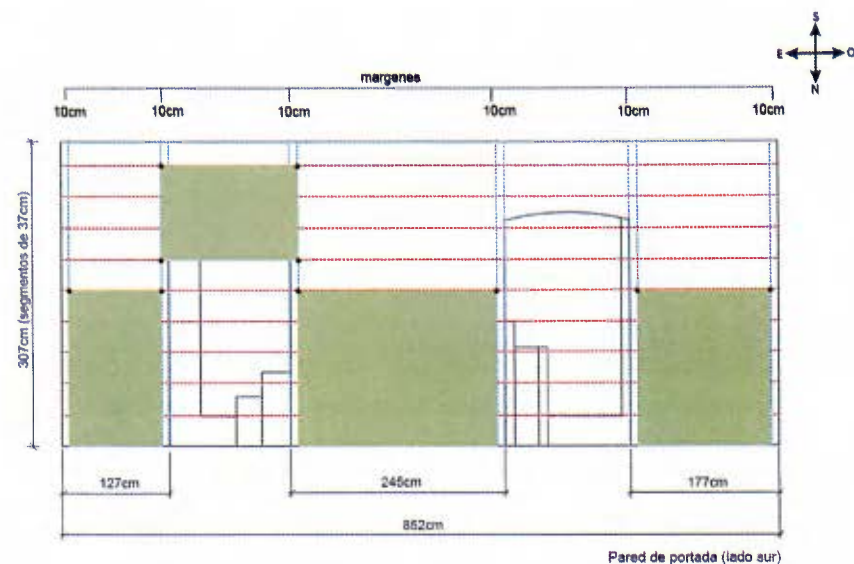 S
E O
N
margenes
10cm 10cm 10cm 10cm 10cm 10cm
307cm (segmentos de 37cm)
127cm 245cm 177cm
852cm
Pared de portada (lado sur)